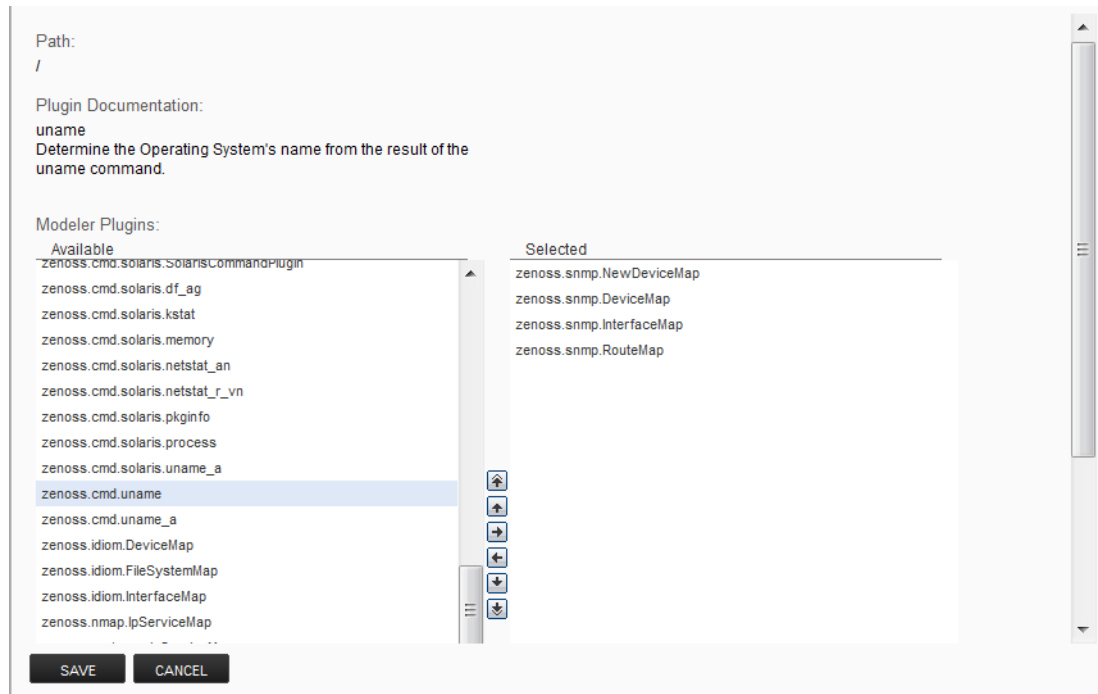 Path:
/
Plugin Documentation:
uname
Determine the Operating System's name from the result of the
uname command.
Modeler Plugins:
Available
zenoss.cmd.solaris.SolarisCommandPlugin
zenoss.cmd.solaris.df_ag
zenoss.cmd.solaris.kstat
zenoss.cmd.solaris.memory
zenoss.cmd.solaris.netstat_an
zenoss.cmd.solaris.netstat_r_vn
zenoss.cmd.solaris.pkginfo
zenoss.cmd.solaris.process
zenoss.cmd.solaris.uname_a
zenoss.cmd.uname
zenoss.cmd.uname_a
zenoss.idiom.DeviceMap
zenoss.idiom.FileSystemMap
zenoss.idiom.InterfaceMap
zenoss.nmap.IpServiceMap
Selected
zenoss.snmp.NewDeviceMap
zenoss.snmp.DeviceMap
zenoss.snmp.InterfaceMap
zenoss.snmp.RouteMap
SAVE CANCEL